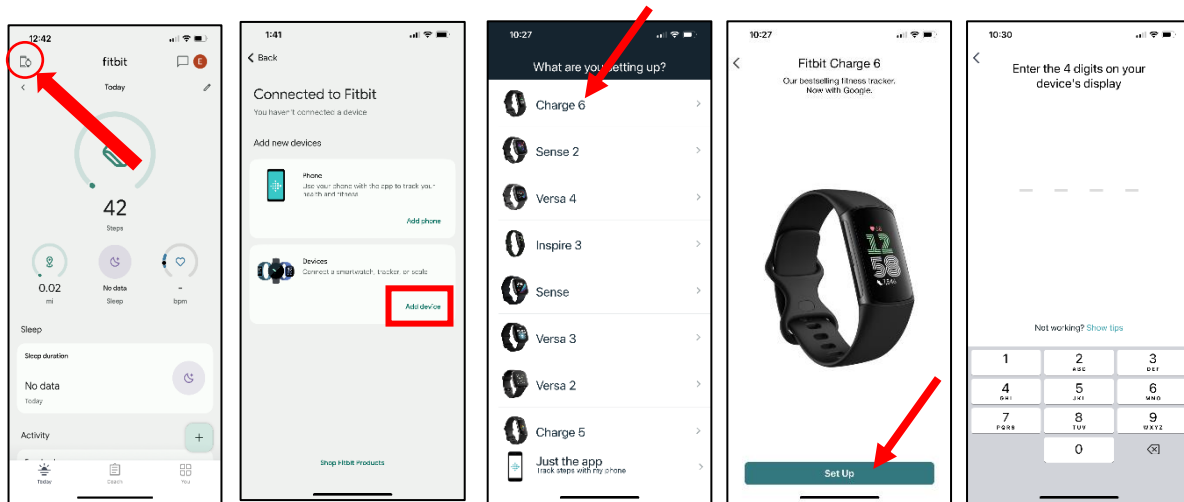 12:42
fitbit
E
Today
42
Steps
0.02
mi
No data
Sleep
-
bpm
Sleep
Sleep duration
No data
Today
Activity
+
Today
Coach
You
1:41
Back
Connected to Fitbit
You haven't connected a device
Add new devices
Phone
Use your phone with the app to track your
health and fitness
Add phone
Devices
Connect a smartwatch, tracker, or scale
Add device
Shop Fitbit Products
10:27
What are you setting up?
Charge 6
Sense 2
Versa 4
Inspire 3
Sense
Versa 3
Versa 2
Charge 5
Just the app
Track steps with my phone
10:27
Fitbit Charge 6
Our bestselling fitness tracker.
Now with Google.
12
58
Set Up
10:30
Enter the 4 digits on your
device's display
Not working? Show tips
1
2
ABC
3
DEF
4
GHI
5
JKL
6
MNO
7
PQRS
8
TUV
9
WXYZ
0